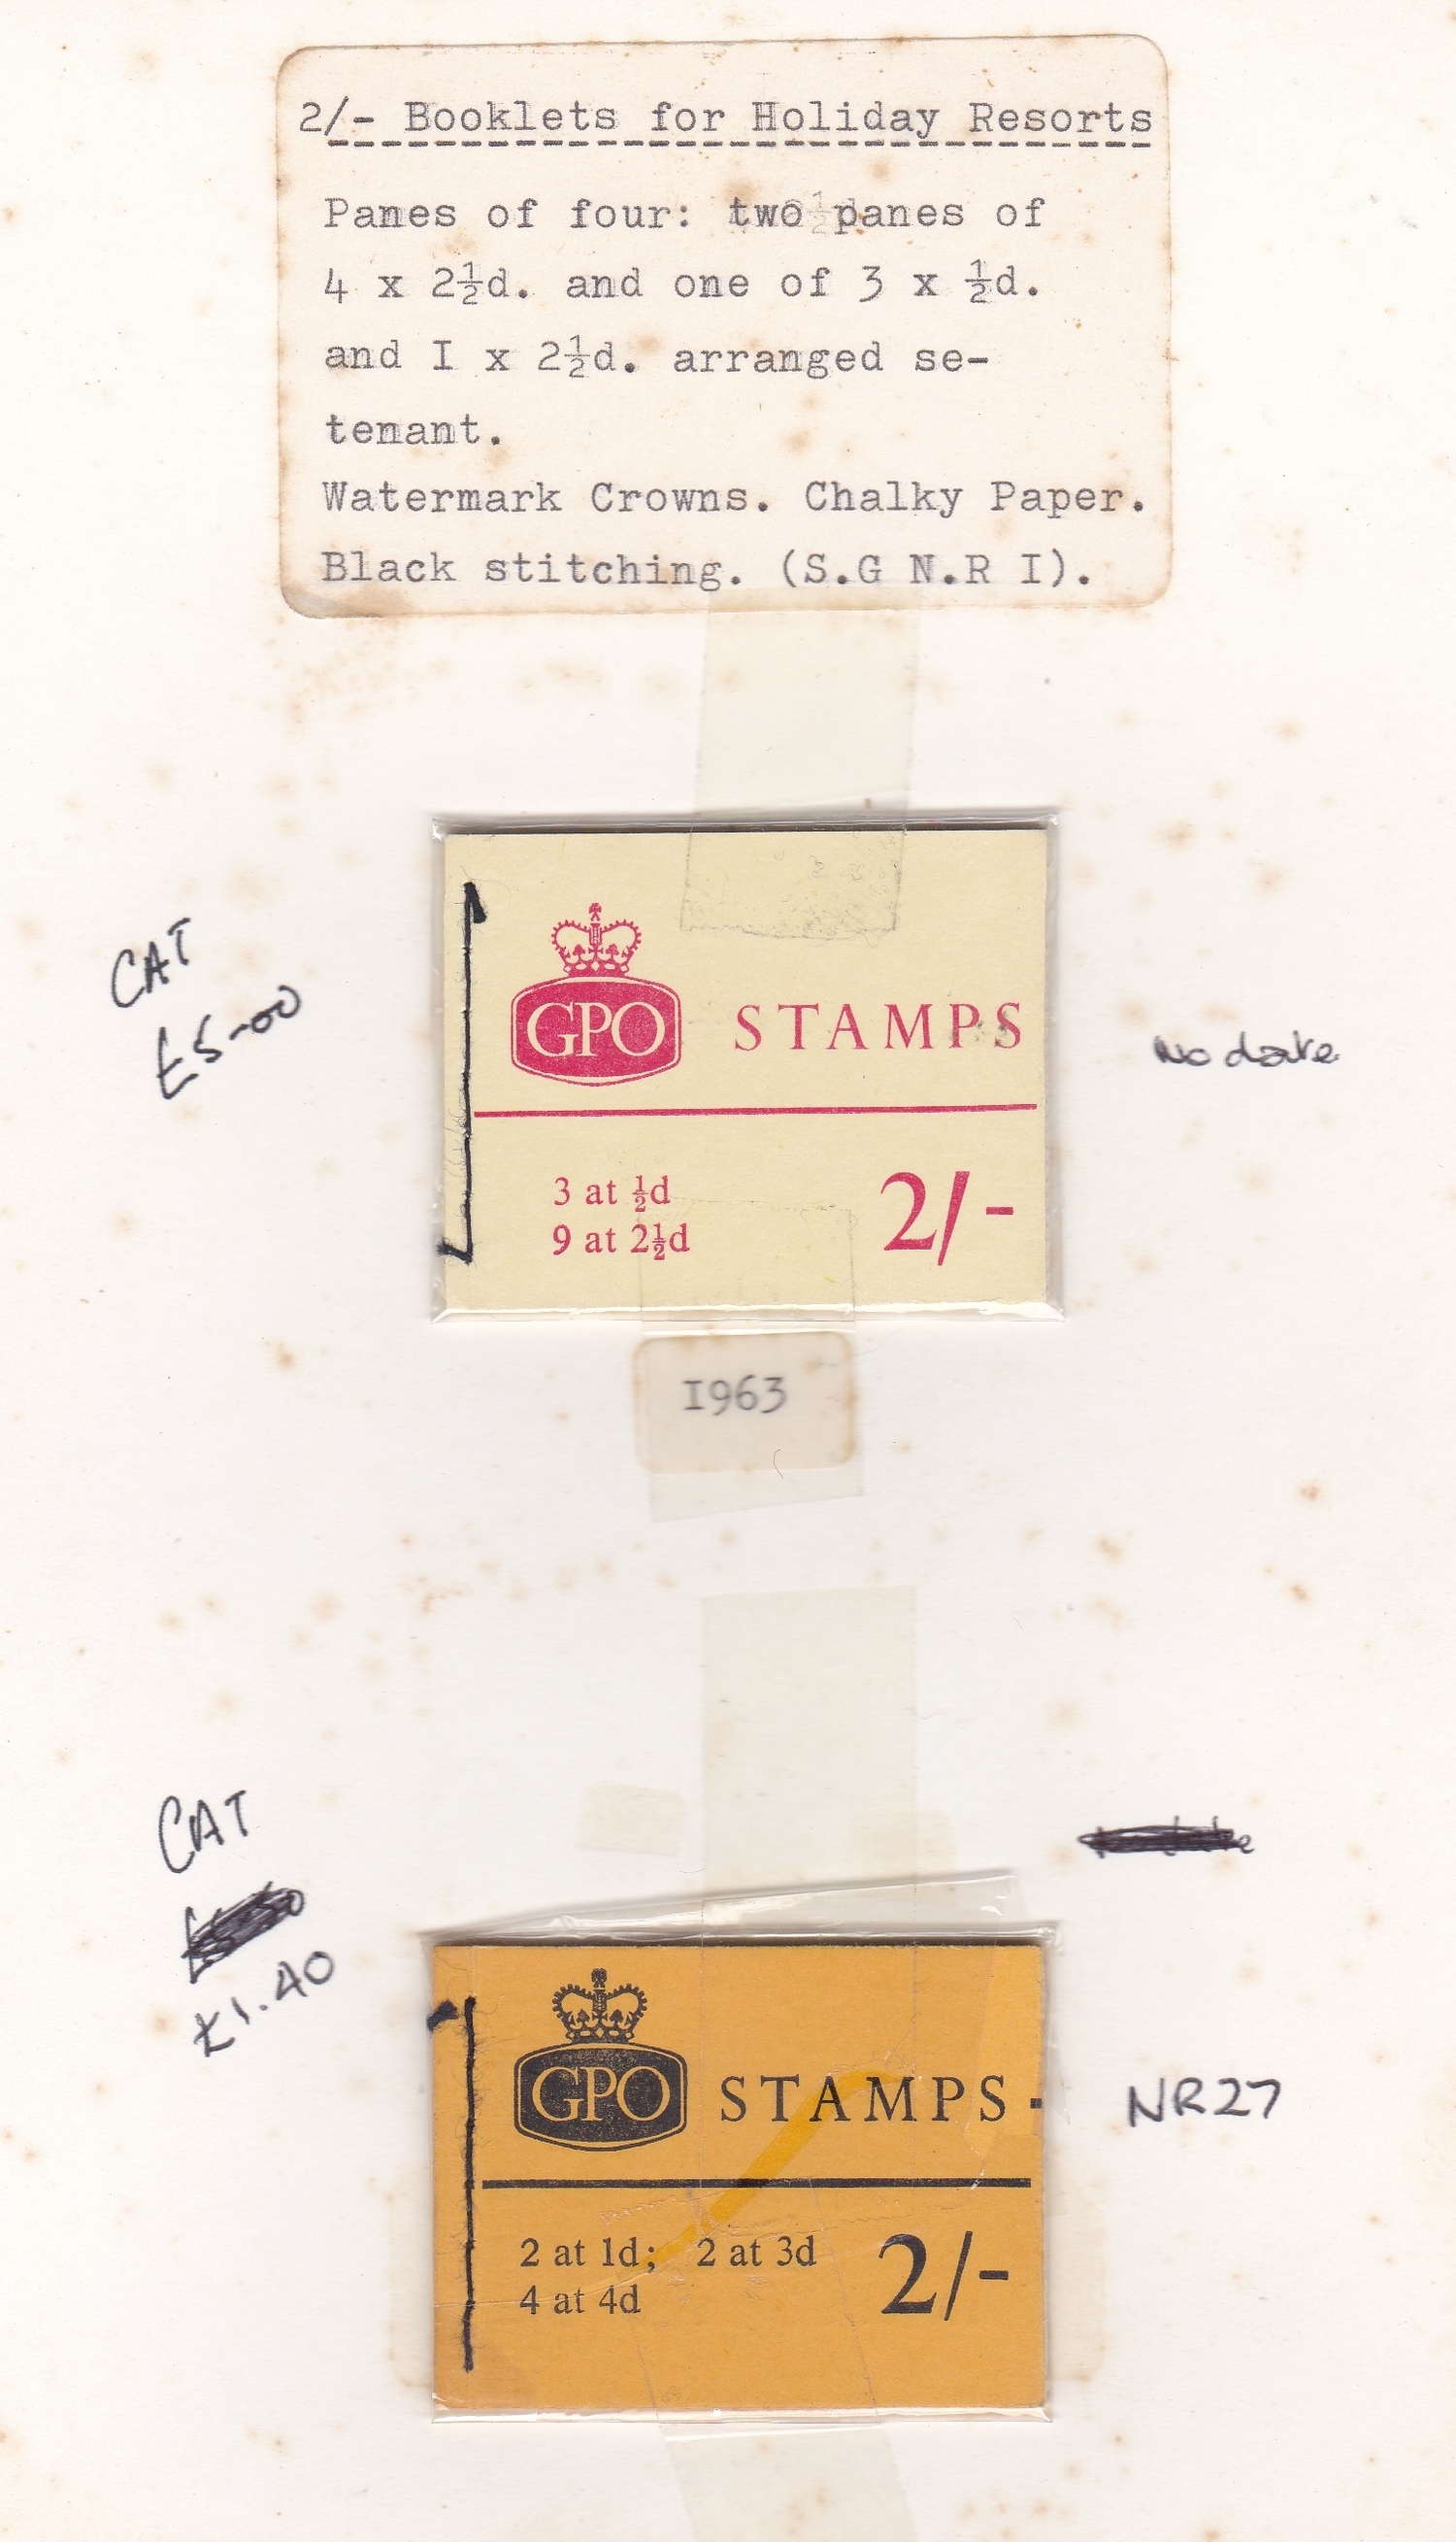 2/- Booklets for Holiday Resorts
Panes of four: two panes of
4 x 2½d. and one of 3 x ½d.
and I x 2½d. arranged se-
tenant.
Watermark Crowns. Chalky Paper.
Black stitching. (S.G N.R I).
CAT
£5-00
GPO STAMPS
No date
3 at ½d
9 at 2½d
2/-
I963
CAT
£1.40
GPO STAMPS
NR27
2 at 1d; 2 at 3d
4 at 4d
2/-